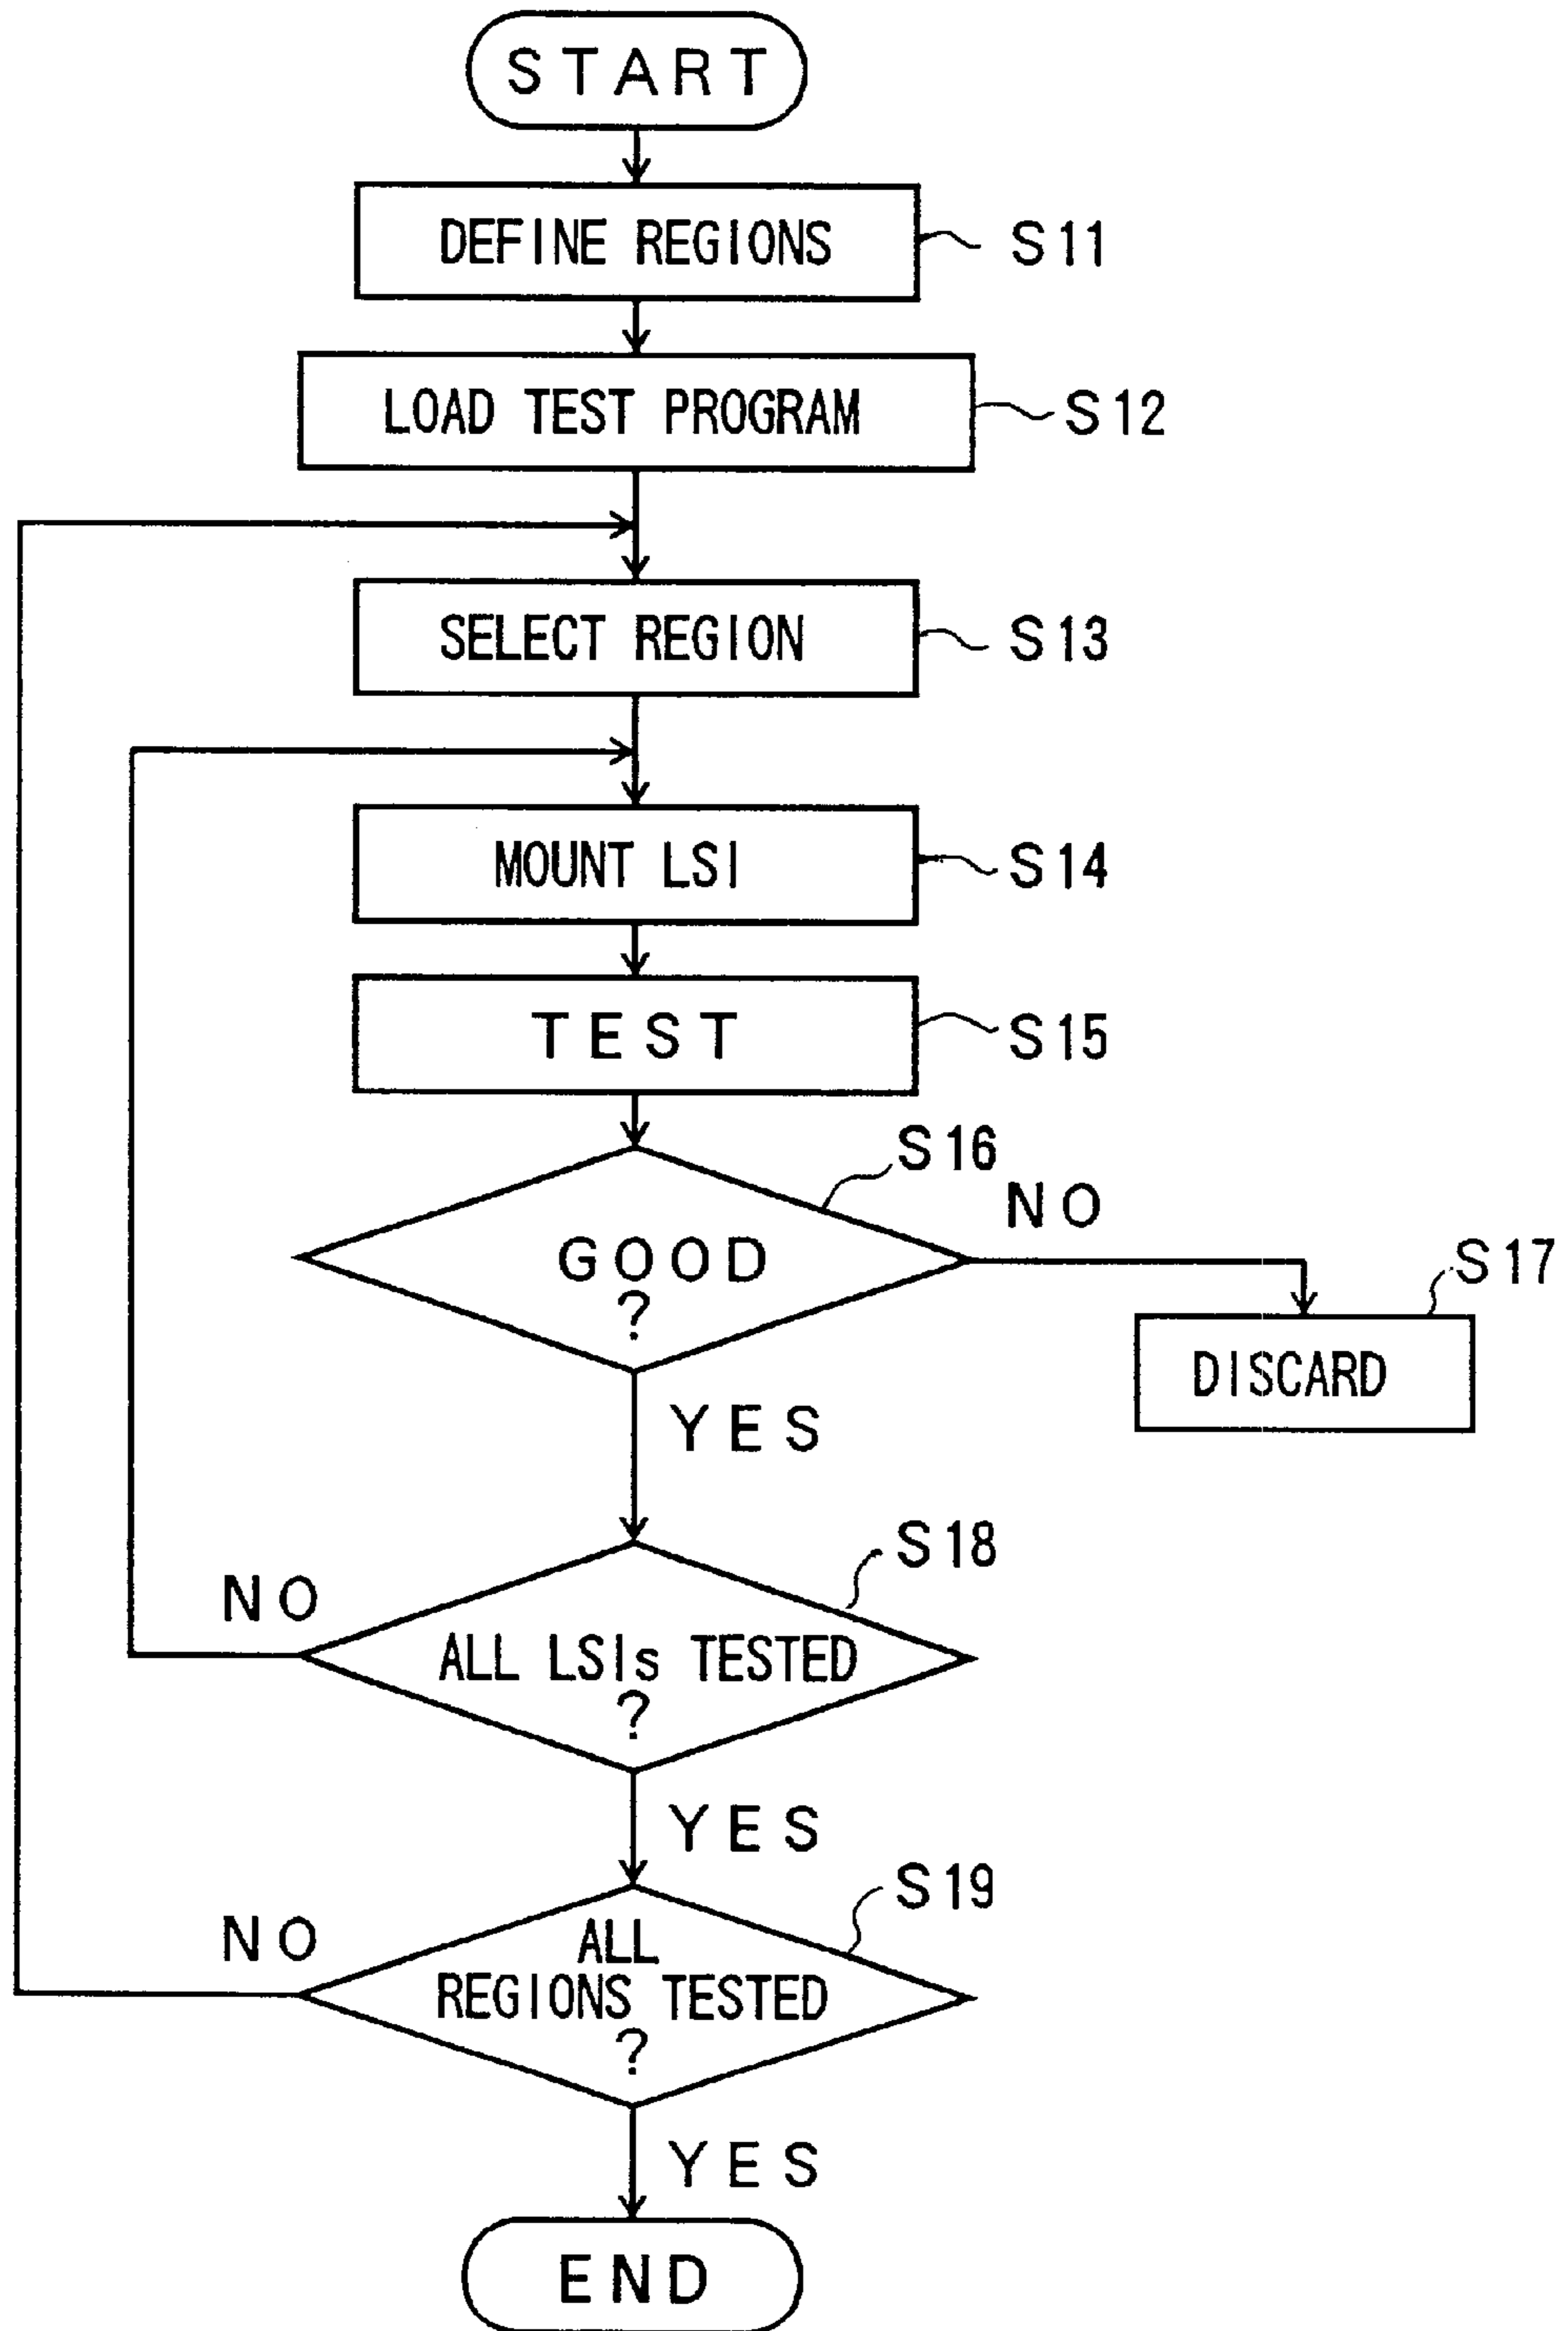 START
DEFINE REGIONS
S11
LOAD TEST PROGRAM
S12
SELECT REGION
S13
MOUNT LSI
S14
TEST
S15
S16
NO
GOOD
?
S17
DISCARD
YES
S18
NO
ALL LSIs TESTED
?
YES
S19
NO
ALL
REGIONS TESTED
?
YES
END